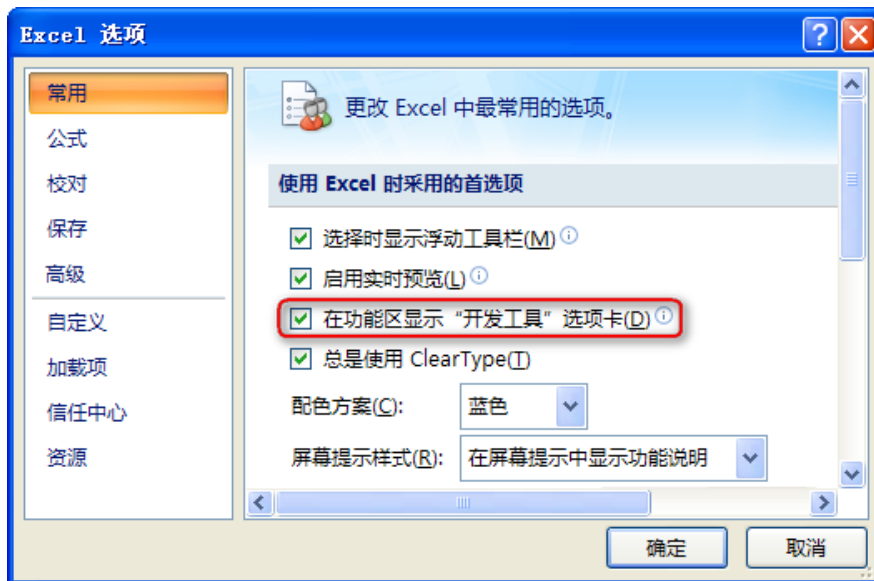 Excel 选项
常用
公式
校对
保存
高级
自定义
加载项
信任中心
资源
更改 Excel 中最常用的选项。
使用 Excel 时采用的首选项
选择时显示浮动工具栏(M)
启用实时预览(L)
在功能区显示“开发工具”选项卡(D)
总是使用 ClearType(T)
配色方案(C): 蓝色
屏幕提示样式(R): 在屏幕提示中显示功能说明
确定 取消